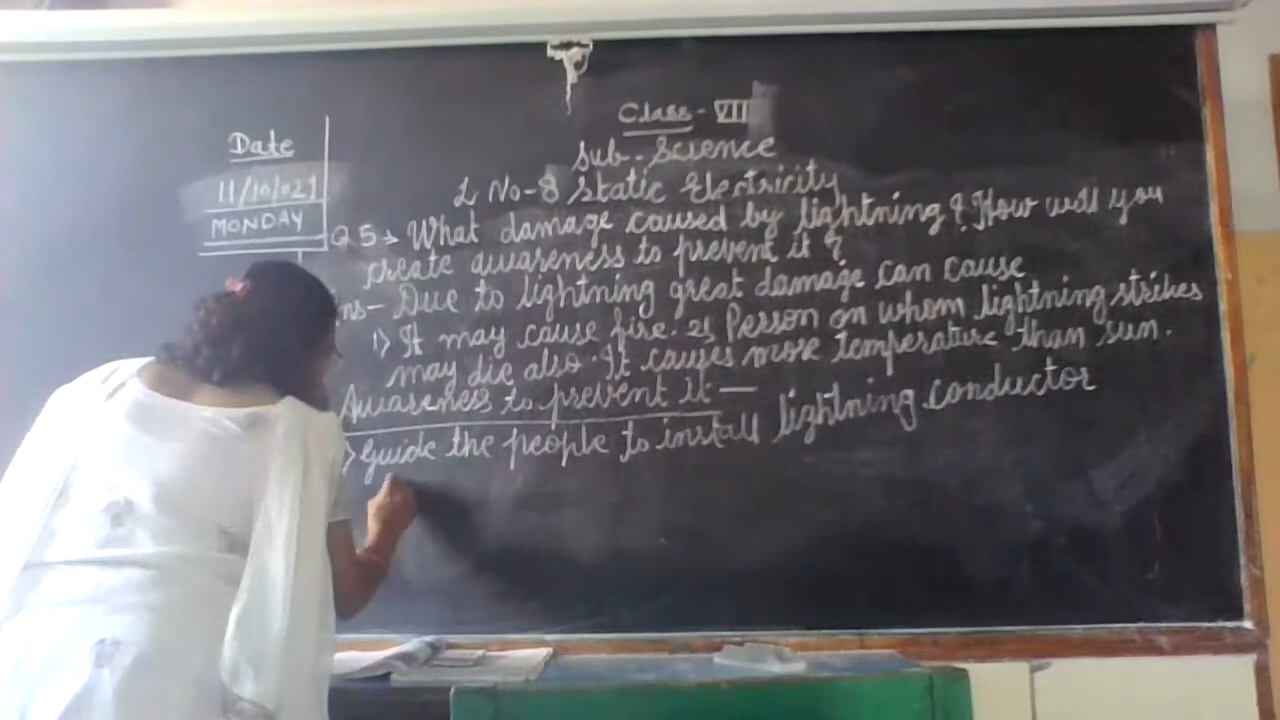 Class - VII
Sub - Science
L No-8 Static Electricity
Date
11/10/021
MONDAY
Q 5 → What damage caused by lightning? How will you
create awareness to prevent it?
Ans - Due to lightning great damage can cause
1) It may cause fire. 2) Person on whom lightning strikes
may die also. It causes more temperature than sun.
Awareness to prevent it —
1) Guide the people to install lightning conductor